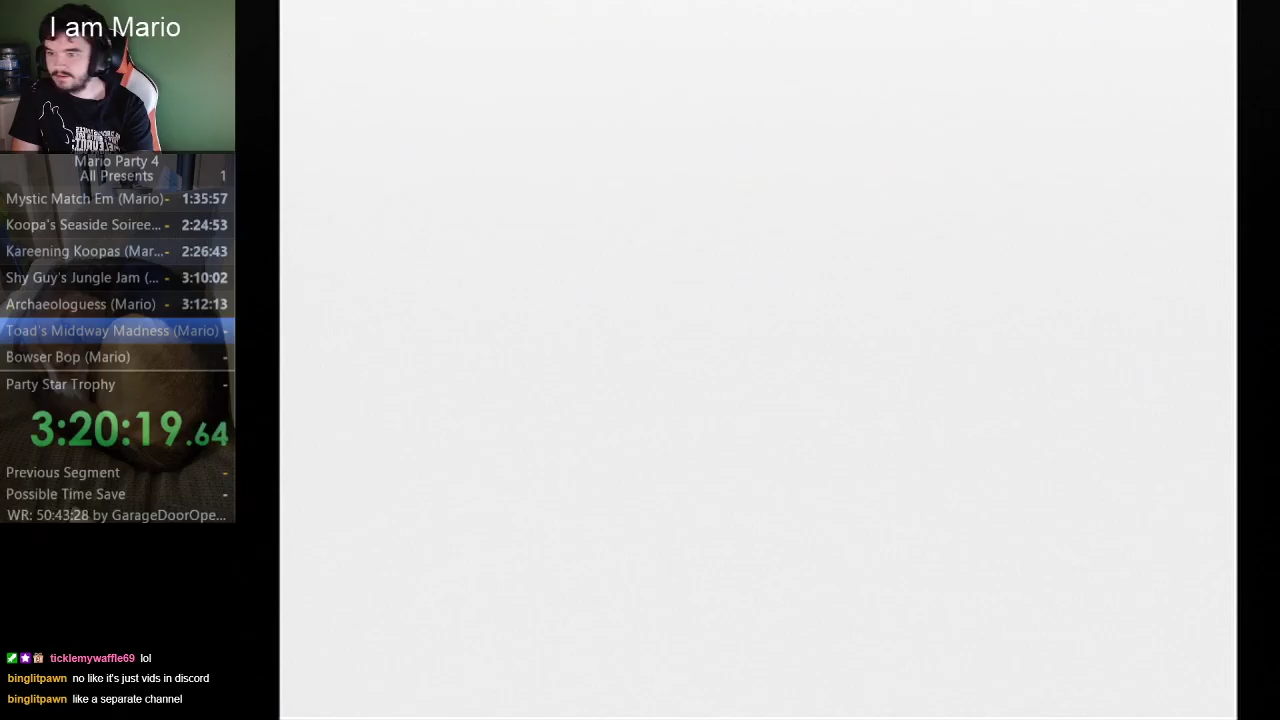 I am Mario
Mario Party 4
All Presents 1
Mystic Match Em (Mario) - 1:35:57
Koopa's Seaside Soiree... - 2:24:53
Kareening Koopas (Mar... - 2:26:43
Shy Guy's Jungle Jam (... - 3:10:02
Archaeologuess (Mario) - 3:12:13
Toad's Middway Madness (Mario) -
Bowser Bop (Mario) -
Party Star Trophy -
3:20:19.64
Previous Segment -
Possible Time Save -
WR: 50:43:28 by GarageDoorOpe...
ticklemywaffle69 lol
binglitpawn no like it's just vids in discord
binglitpawn like a separate channel